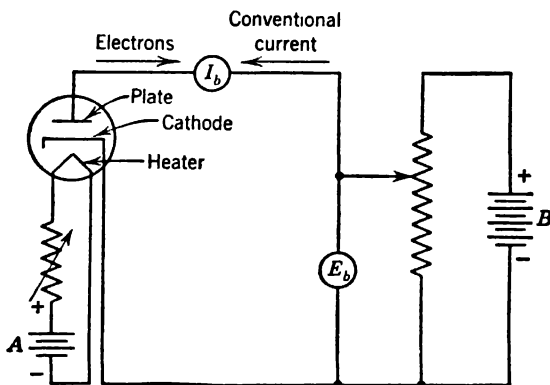 Conventional
Electrons current
I_b
Plate
Cathode
Heater
+
B
E_b
-
+
A
-